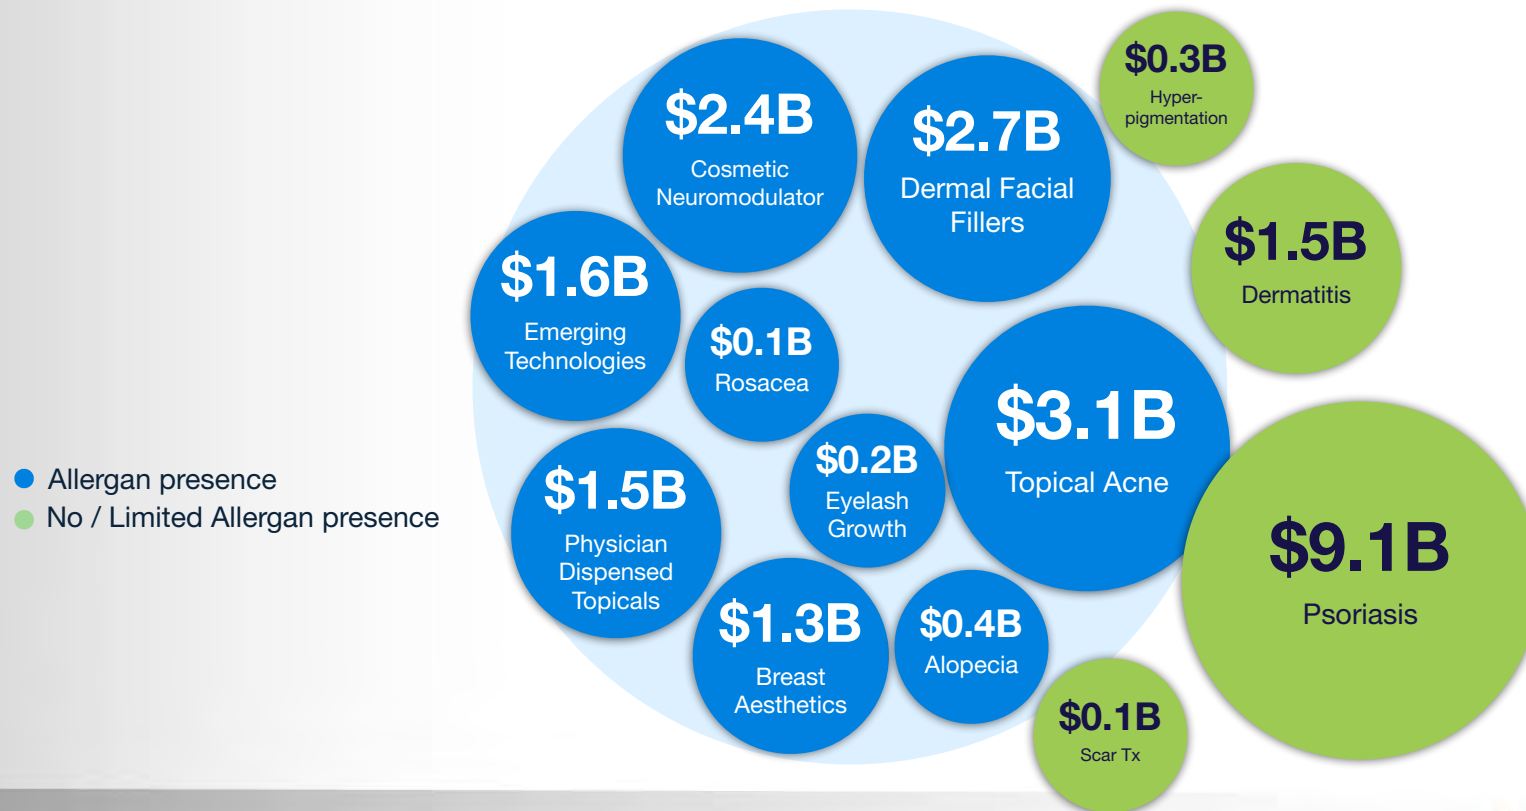 $2.4B
Cosmetic
Neuromodulator
$2.7B
Dermal Facial
Fillers
$0.3B
Hyper-
pigmentation
$1.6B
Emerging
Technologies
$0.1B
Rosacea
$1.5B
Dermatitis
$3.1B
Topical Acne
$0.2B
Eyelash
Growth
Allergan presence
No / Limited Allergan presence
$1.5B
Physician
Dispensed
Topicals
$9.1B
Psoriasis
$1.3B
Breast
Aesthetics
$0.4B
Alopecia
$0.1B
Scar Tx